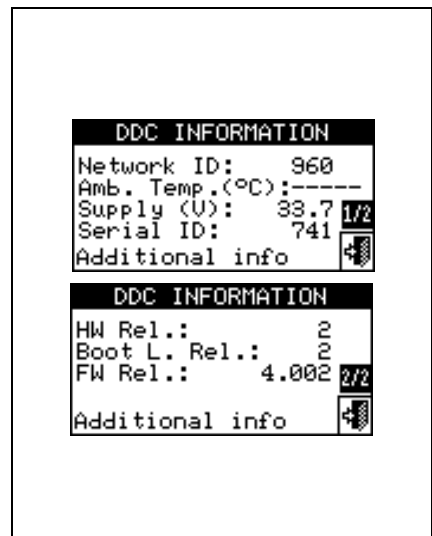 DDC INFORMATION
Network ID: 960
Amb. Temp.(ºC):-----
Supply (V): 33.7
1/2
Serial ID: 741
Additional info
DDC INFORMATION
HW Rel.: 2
Boot L. Rel.: 2
FW Rel.: 4.002
2/2
Additional info